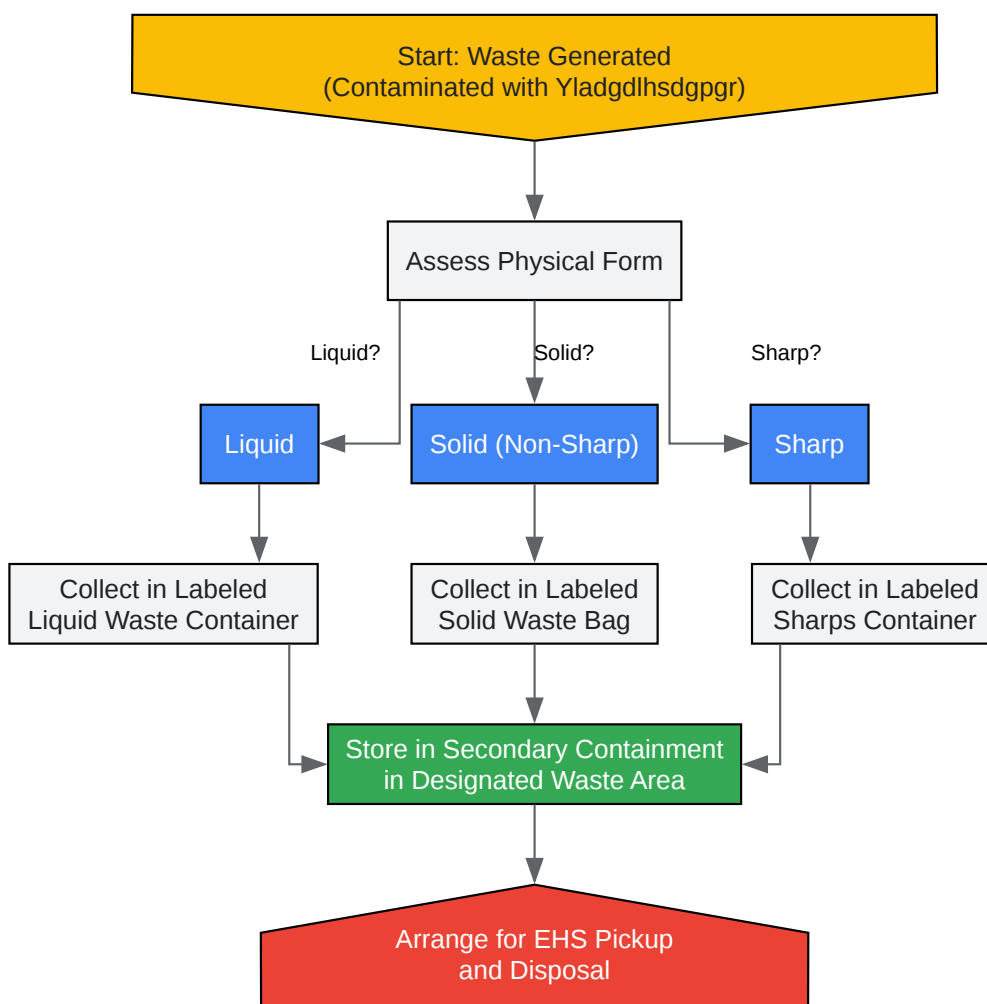 Start: Waste Generated
(Contaminated with Yladgdlhsdgpgr)
Assess Physical Form
Liquid?
Solid?
Sharp?
Liquid
Solid (Non-Sharp)
Sharp
Collect in Labeled
Liquid Waste Container
Collect in Labeled
Solid Waste Bag
Collect in Labeled
Sharps Container
Store in Secondary Containment
in Designated Waste Area
Arrange for EHS Pickup
and Disposal